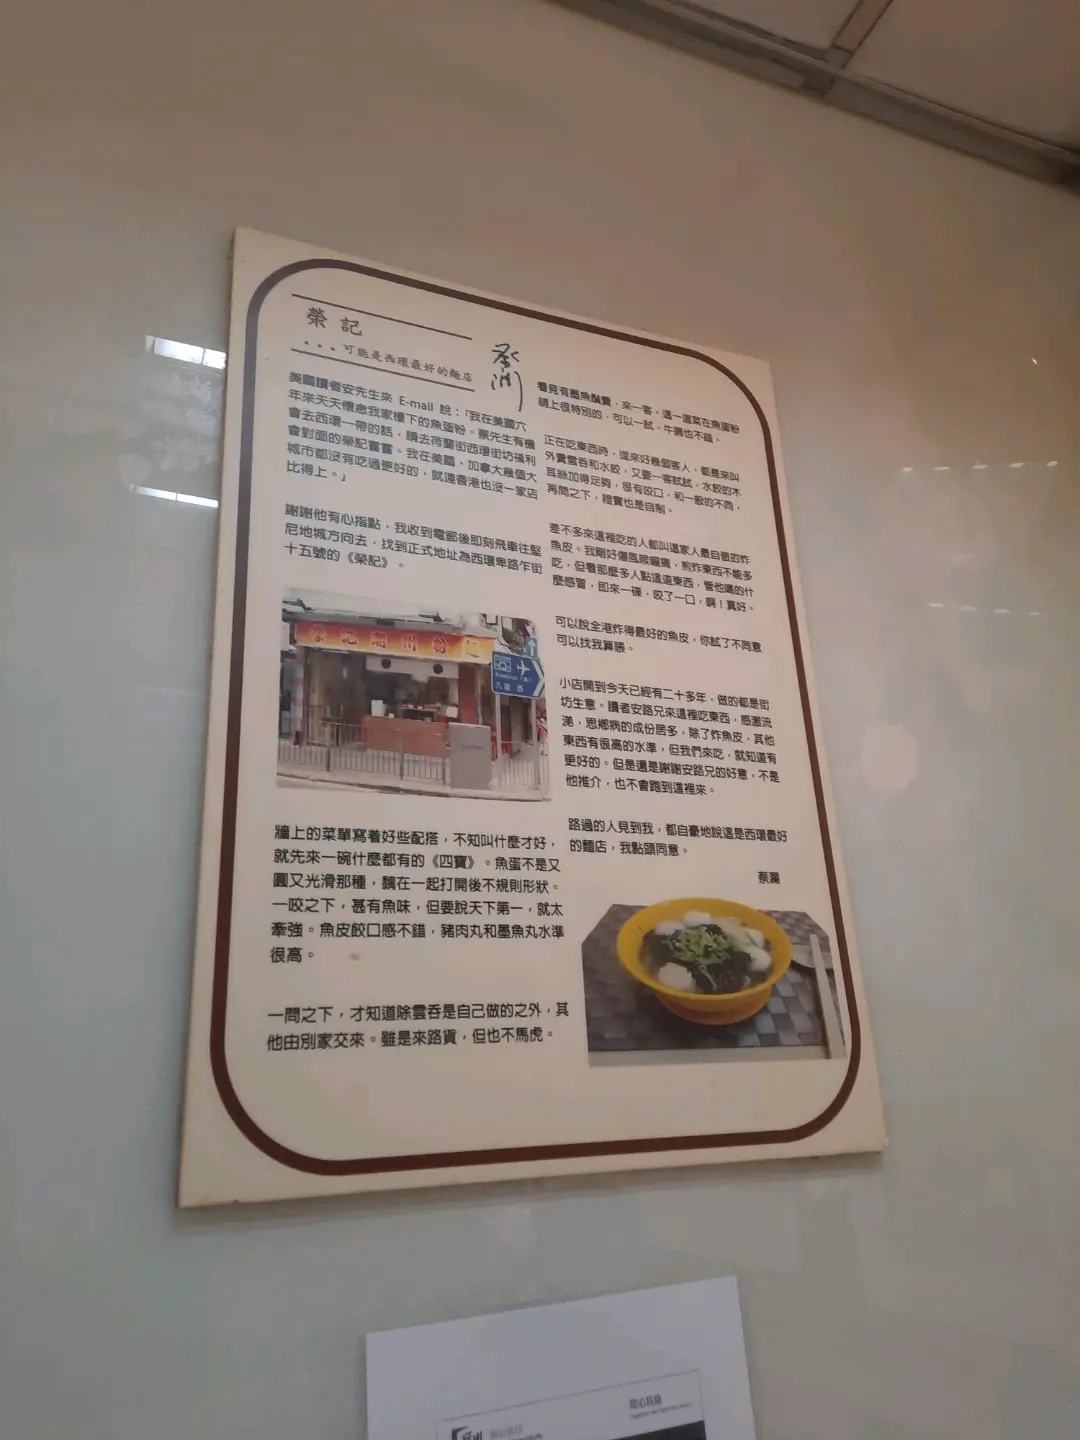 榮記
...可能是西環最好的麵店
蔡瀾
美國讀者安先生來 E-mail 說:「我在美國六
年來天天懷念我家樓下的魚蛋粉。蔡先生有機
會去西環一帶的話,請去荷蘭街西環街坊福利
會對面的榮記嘗嘗。我在美國、加拿大幾個大
城市都沒有吃過更好的,就連香港也沒一家店
比得上。」
謝謝他有心指點,我收到電郵後即刻飛車往堅
尼地城方向去,找到正式地址為西環卑路乍街
十五號的《榮記》。
榮記潮州粉麵
Kowloon (W)
九龍 西
牆上的菜單寫着好些配搭,不知叫什麼才好,
就先來一碗什麼都有的《四寶》。魚蛋不是又
圓又光滑那種,黐在一起打開後不規則形狀。
一咬之下,甚有魚味,但要說天下第一,就太
牽強。魚皮餃口感不錯,豬肉丸和墨魚丸水準
很高。
一問之下,才知道除雲吞是自己做的之外,其
他由別家交來。雖是來路貨,但也不馬虎。
看見有墨魚鬚賣,來一客。這一道菜在魚蛋粉
舖上很特別的,可以一試,牛腩也不錯。
正在吃東西時,進來好幾個客人,都是來叫
外賣雲吞和水餃,又要一客試試,水餃的木
耳絲加得足夠,很有咬口,和一般的不同,
再問之下,證實也是自制。
差不多來這裡吃的人都叫這家人最自傲的炸
魚皮。我剛好傷風喉嚨痛,煎炸東西不能多
吃,但看那麼多人點這道東西,管他媽的什
麼感冒,即來一碟,咬了一口,啊!真好。
可以說全港炸得最好的魚皮,你試了不同意
可以找我算賬。
小店開到今天已經有二十多年,做的都是街
坊生意。讀者安路兄來這裡吃東西,感激流
涕,思鄉病的成份居多,除了炸魚皮,其他
東西有很高的水準,但我們來吃,就知道有
更好的。但是還是謝謝安路兄的好意,不是
他推介,也不會跑到這裡來。
路過的人見到我,都自豪地說這是西環最好
的麵店,我點頭同意。
蔡瀾